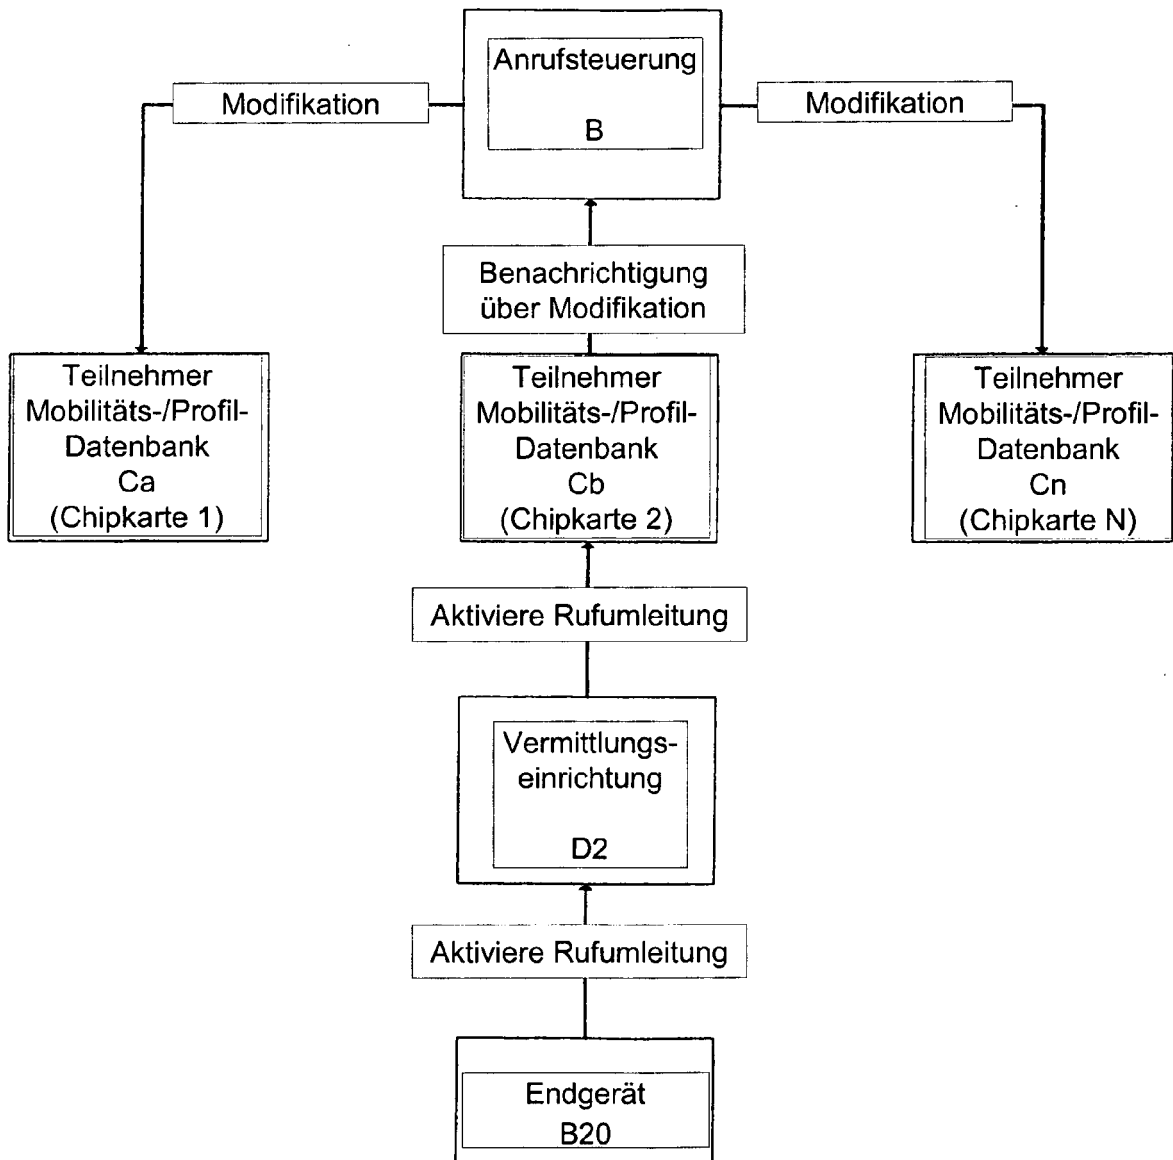 Anrufsteuerung
B
Modifikation
Modifikation
Benachrichtigung
über Modifikation
Teilnehmer
Mobilitäts-/Profil-
Datenbank
Ca
(Chipkarte 1)
Teilnehmer
Mobilitäts-/Profil-
Datenbank
Cb
(Chipkarte 2)
Teilnehmer
Mobilitäts-/Profil-
Datenbank
Cn
(Chipkarte N)
Aktiviere Rufumleitung
Vermittlungs-
einrichtung
D2
Aktiviere Rufumleitung
Endgerät
B20